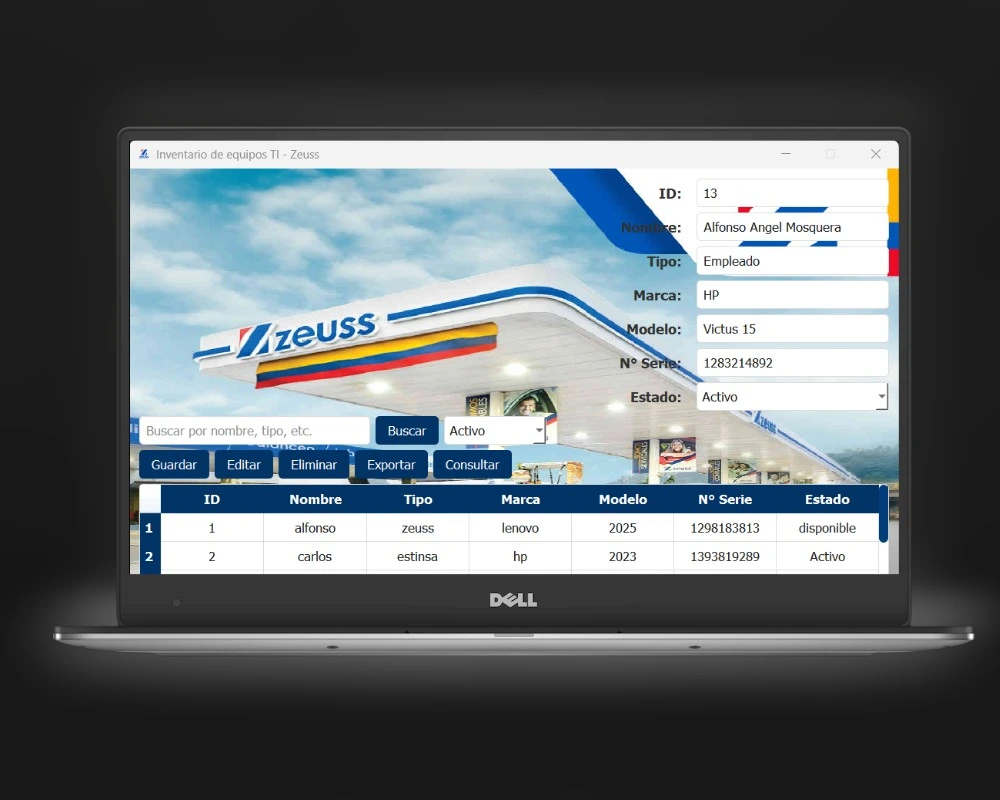 Inventario de equipos TI - Zeuss
ID: 13
Nombre: Alfonso Angel Mosquera
Tipo: Empleado
Marca: HP
Modelo: Victus 15
N° Serie: 1283214892
Estado: Activo
zeuss
zeuss
Buscar por nombre, tipo, etc. Buscar Activo
Guardar Editar Eliminar Exportar Consultar
ID Nombre Tipo Marca Modelo N° Serie Estado
1 1 alfonso zeuss lenovo 2025 1298183813 disponible
2 2 carlos estinsa hp 2023 1393819289 Activo
DELL